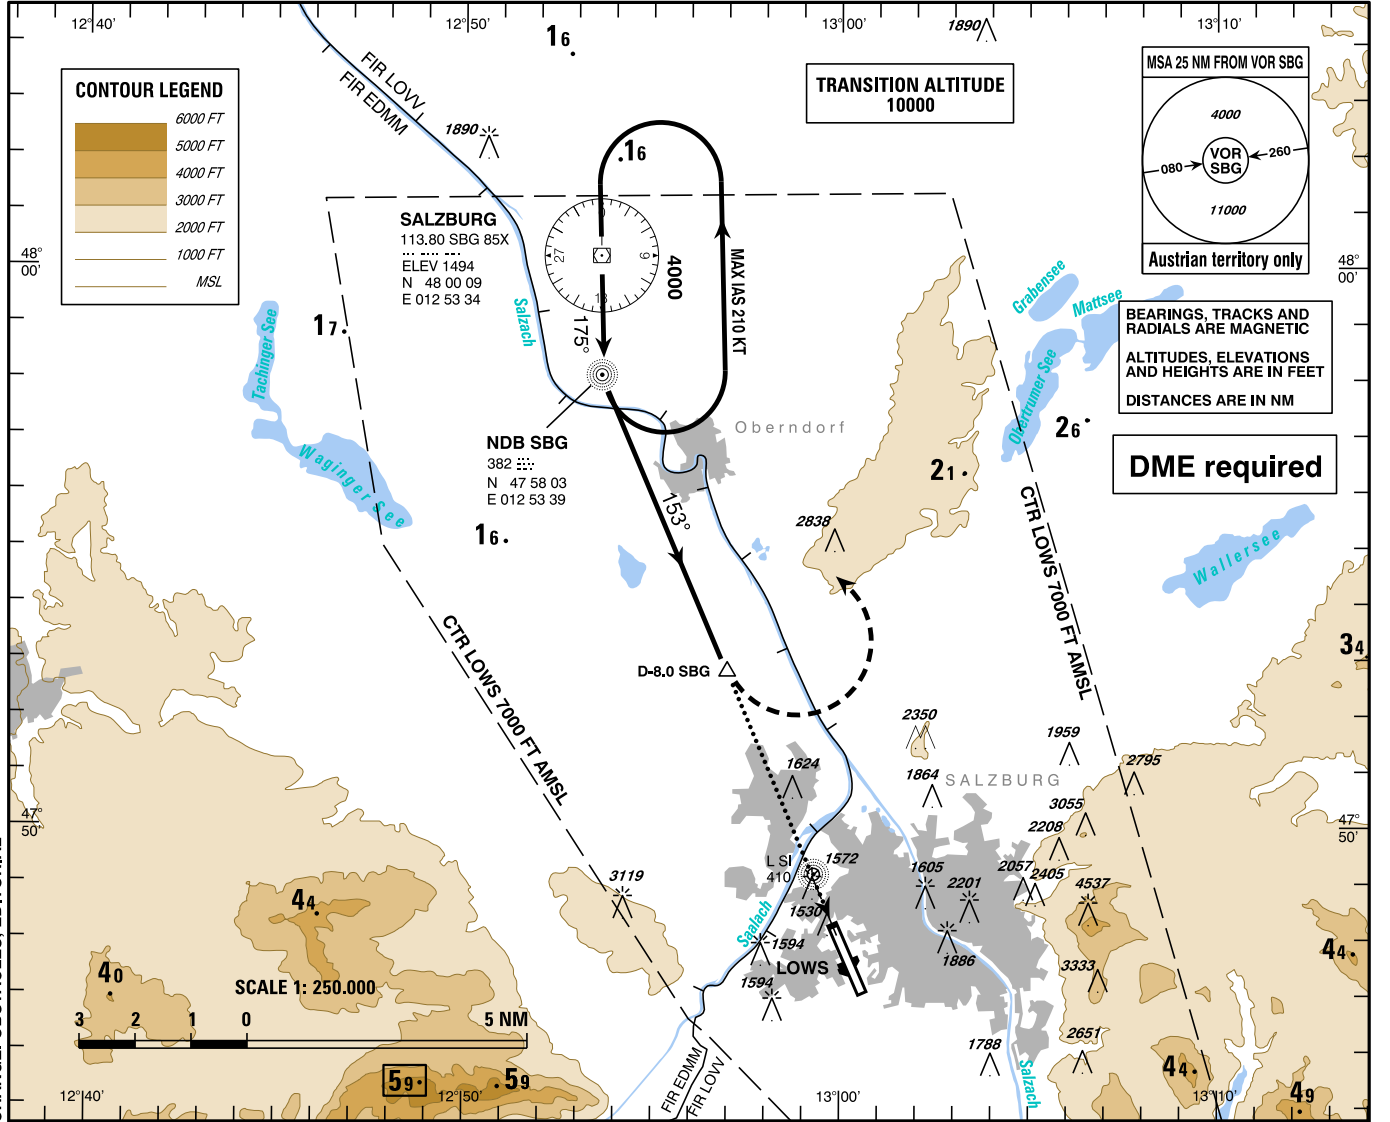 12°40'
12°50'
13°00'
13°10'
1890
16
CONTOUR LEGEND
6000 FT
5000 FT
4000 FT
3000 FT
2000 FT
1000 FT
MSL
FIR LOVV
FIR EDMM
1890
TRANSITION ALTITUDE
10000
MSA 25 NM FROM VOR SBG
4000
VOR
SBG
080
260
11000
Austrian territory only
16
SALZBURG
113.80 SBG 85X
ELEV 1494
N 48 00 09
E 012 53 34
27
0
9
18
4000
MAX IAS 210 KT
175°
48°
00'
48°
00'
Grabensee
Mattsee
Obertrumer See
BEARINGS, TRACKS AND
RADIALS ARE MAGNETIC
ALTITUDES, ELEVATIONS
AND HEIGHTS ARE IN FEET
DISTANCES ARE IN NM
17
Tachinger See
Salzach
Waginger See
NDB SBG
382
N 47 58 03
E 012 53 39
Oberndorf
26
21
DME required
153°
16
2838
CTR LOWS 7000 FT AMSL
Wallersee
CTR LOWS 7000 FT AMSL
34
D-8.0 SBG
2350
1959
2795
1624
1864
SALZBURG
3055
2208
47°
50'
47°
50'
L SI
410
1572
1605
2201
2057
2405
4537
3119
44
1530
Saalach
1594
1886
LOWS
1594
3333
44
40
SCALE 1: 250.000
3
2
1
0
5 NM
1788
2651
44
FIR EDMM
FIR LOVV
Salzach
59
59
49
12°40'
12°50'
13°00'
13°10'